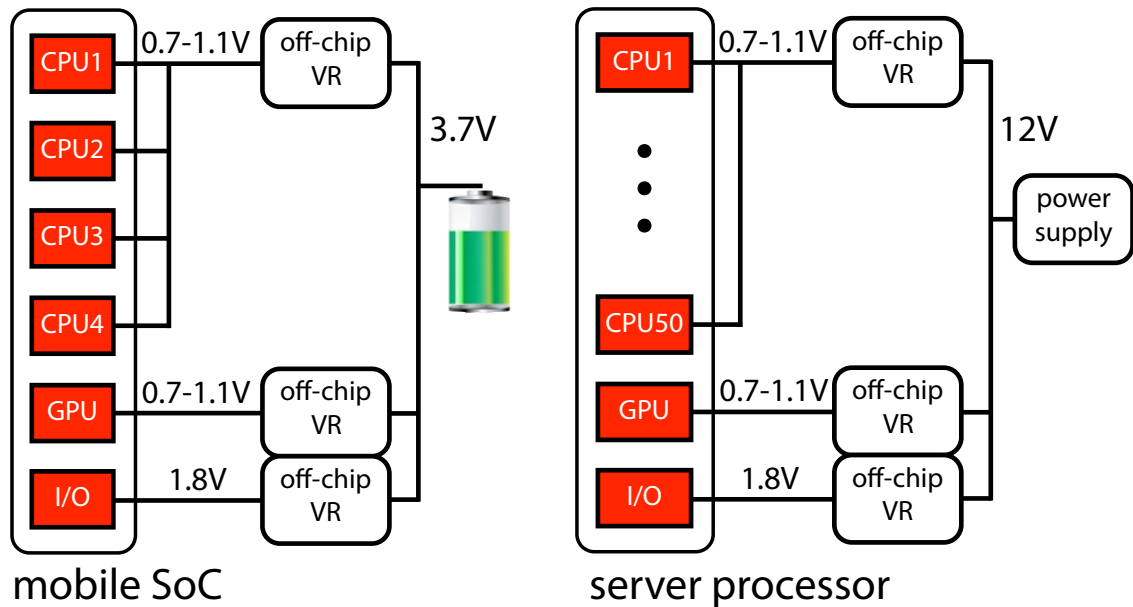 CPU1
0.7-1.1V
off-chip
VR
CPU2
3.7V
CPU3
CPU4
GPU
0.7-1.1V
off-chip
VR
I/O
1.8V
off-chip
VR
mobile SoC
CPU1
0.7-1.1V
off-chip
VR
12V
power
supply
CPU50
GPU
0.7-1.1V
off-chip
VR
I/O
1.8V
off-chip
VR
server processor